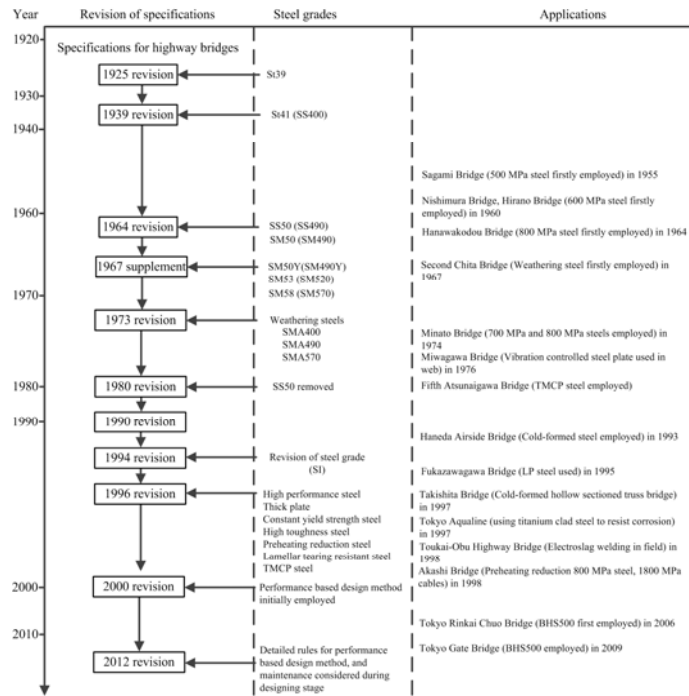 Year Revision of specifications Steel grades Applications
1920
Specifications for highway bridges
1925 revision St39
1930
1939 revision St41 (SS400)
1940
Sagami Bridge (500 MPa steel firstly employed) in 1955
Nishimura Bridge, Hirano Bridge (600 MPa steel firstly
employed) in 1960
1960
1964 revision SS50 (SS490)
SM50 (SM490)
Hanawakodou Bridge (800 MPa steel firstly employed) in 1964
1967 supplement SM50Y(SM490Y)
SM53 (SM520)
SM58 (SM570)
Second Chita Bridge (Weathering steel firstly employed) in
1967
1970
1973 revision Weathering steels
SMA400
SMA490
SMA570
Minato Bridge (700 MPa and 800 MPa steels employed) in
1974
Miwagawa Bridge (Vibration controlled steel plate used in
web) in 1976
1980 1980 revision SS50 removed Fifth Atsunaigawa Bridge (TMCP steel employed)
1990 1990 revision
Haneda Airside Bridge (Cold-formed steel employed) in 1993
1994 revision Revision of steel grade
(SI)
Fukazawagawa Bridge (LP steel used) in 1995
1996 revision High performance steel
Thick plate
Constant yield strength steel
High toughness steel
Preheating reduction steel
Lamellar tearing resistant steel
TMCP steel
Takishita Bridge (Cold-formed hollow sectioned truss bridge)
in 1997
Tokyo Aqualine (using titanium clad steel to resist corrosion)
in 1997
Toukai-Obu Highway Bridge (Electroslag welding in field) in
1998
Akashi Bridge (Preheating reduction 800 MPa steel, 1800 MPa
cables) in 1998
2000 2000 revision Performance based design method
initially employed
Tokyo Rinkai Chuo Bridge (BHS500 first employed) in 2006
2010
Tokyo Gate Bridge (BHS500 employed) in 2009
2012 revision Detailed rules for performance
based design method, and
maintenance considered during
designing stage